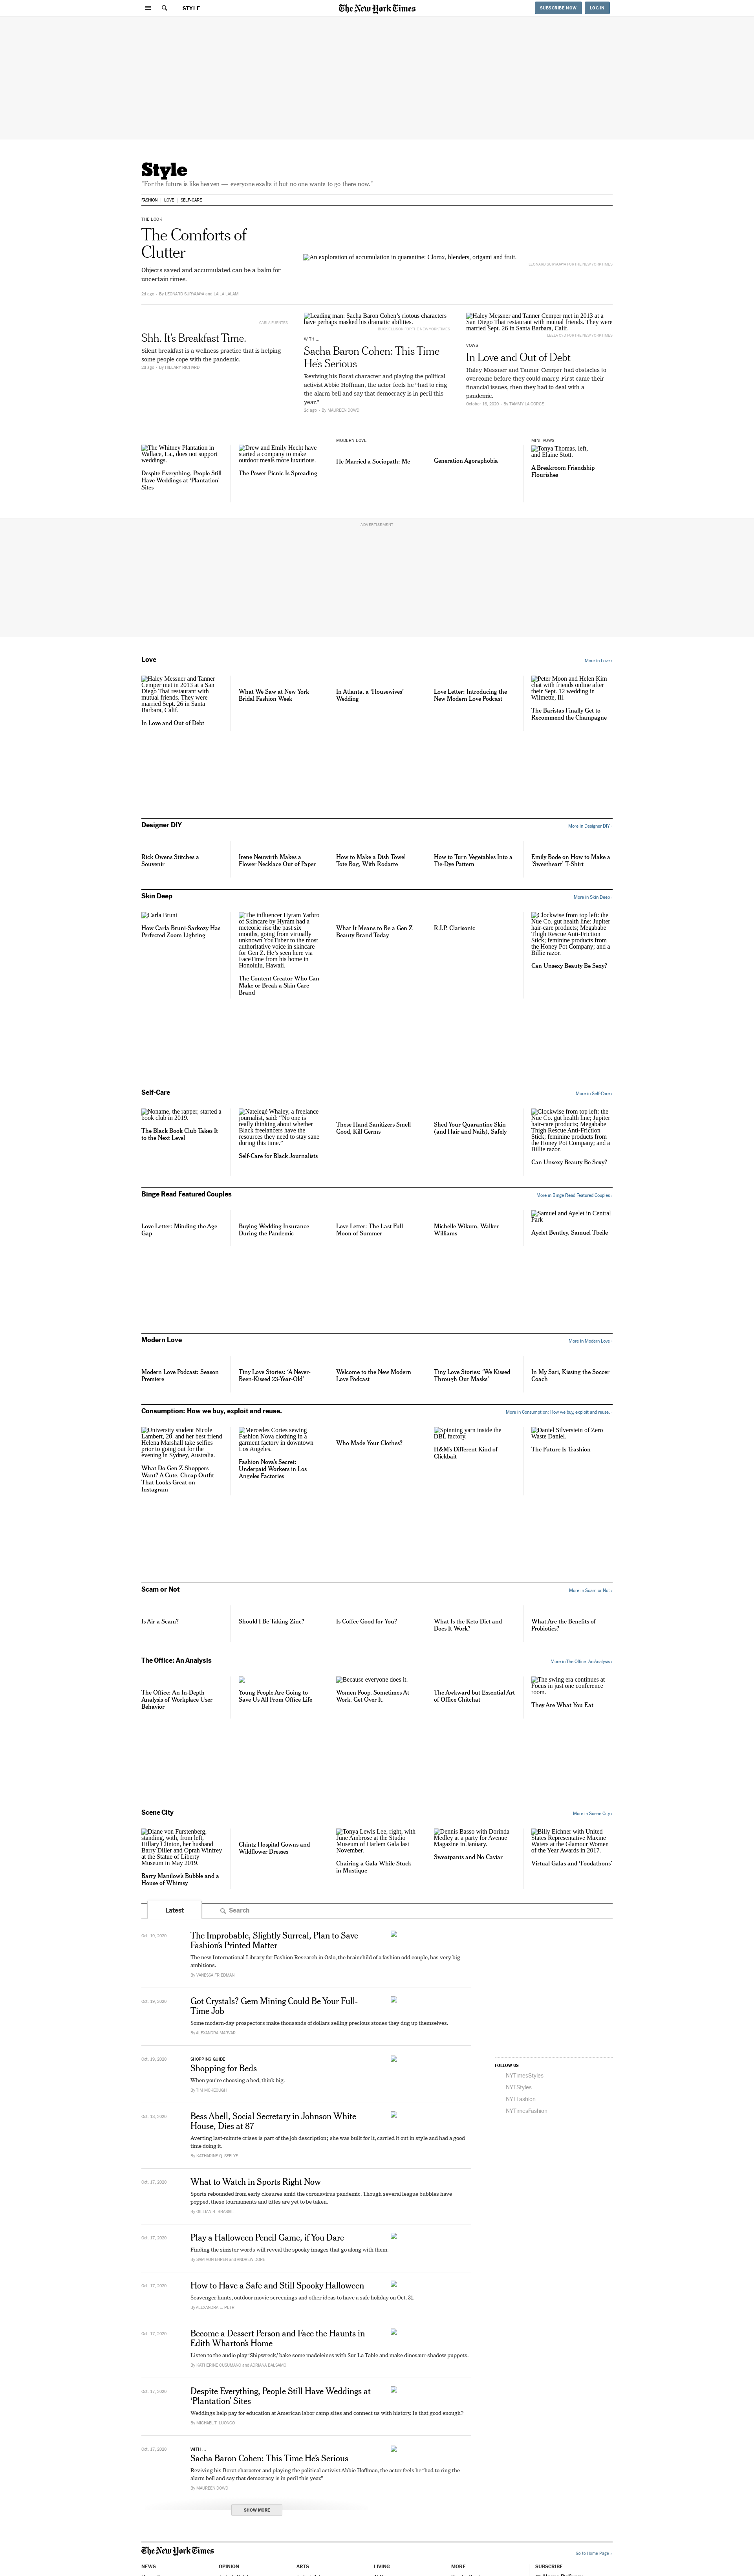 STYLE
The New York Times
SUBSCRIBE NOW
LOG IN
Style
"For the future is like heaven — everyone exalts it but no one wants to go there now."
FASHION
LOVE
SELF-CARE
THE LOOK
The Comforts of
Clutter
Objects saved and accumulated can be a balm for
uncertain times.
2d ago • By LEONARD SURYAJAYA and LAILA LALAMI
An exploration of accumulation in quarantine: Clorox, blenders, origami and fruit.
LEONARD SURYAJAYA FOR THE NEW YORK TIMES
CARLA FUENTES
Shh. It's Breakfast Time.
Silent breakfast is a wellness practice that is helping
some people cope with the pandemic.
2d ago • By HILLARY RICHARD
Leading man: Sacha Baron Cohen's riotous characters
have perhaps masked his dramatic abilities.
WITH ...
Sacha Baron Cohen: This Time
He's Serious
Reviving his Borat character and playing the political
activist Abbie Hoffman, the actor feels he "had to ring
the alarm bell and say that democracy is in peril this
year."
2d ago • By MAUREEN DOWD
Haley Messner and Tanner Cemper met in 2013 at a
San Diego Thai restaurant with mutual friends. They were
married Sept. 26 in Santa Barbara, Calif.
VOWS
In Love and Out of Debt
Haley Messner and Tanner Cemper had obstacles to
overcome before they could marry. First came their
financial issues, then they had to deal with a
pandemic.
October 16, 2020 • By TAMMY LA GORCE
The Whitney Plantation in
Wallace, La., does not support
weddings.
Despite Everything, People Still
Have Weddings at 'Plantation'
Sites
Drew and Emily Hecht have
started a company to make
outdoor meals more luxurious.
The Power Picnic Is Spreading
MODERN LOVE
He Married a Sociopath: Me
Generation Agoraphobia
MINI-VOWS
Tonya Thomas, left,
and Elaine Stott.
A Breakroom Friendship
Flourishes
ADVERTISEMENT
Love
More in Love ›
Haley Messner and Tanner
Cemper met in 2013 at a San
Diego Thai restaurant with
mutual friends. They were
married Sept. 26 in Santa
Barbara, Calif.
In Love and Out of Debt
What We Saw at New York
Bridal Fashion Week
In Atlanta, a 'Housewives'
Wedding
Love Letter: Introducing the
New Modern Love Podcast
Peter Moon and Helen Kim
chat with friends online after
their Sept. 12 wedding in
Wilmette, Ill.
The Baristas Finally Get to
Recommend the Champagne
Designer DIY
More in Designer DIY ›
Rick Owens Stitches a
Souvenir
Irene Neuwirth Makes a
Flower Necklace Out of Paper
How to Make a Dish Towel
Tote Bag, With Rodarte
How to Turn Vegetables Into a
Tie-Dye Pattern
Emily Bode on How to Make a
'Sweetheart' T-Shirt
Skin Deep
More in Skin Deep ›
Carla Bruni
How Carla Bruni-Sarkozy Has
Perfected Zoom Lighting
The influencer Hyram Yarbro
of Skincare by Hyram had a
meteoric rise the past six
months, going from virtually
unknown YouTuber to the most
authoritative voice in skincare
for Gen Z. He's seen here via
FaceTime from his home in
Honolulu, Hawaii.
The Content Creator Who Can
Make or Break a Skin Care
Brand
What It Means to Be a Gen Z
Beauty Brand Today
R.I.P. Clarisonic
Clockwise from top left: the
Nue Co. gut health line; Jupiter
hair-care products; Megababe
Thigh Rescue Anti-Friction
Stick; feminine products from
the Honey Pot Company; and a
Billie razor.
Can Unsexy Beauty Be Sexy?
Self-Care
More in Self-Care ›
Noname, the rapper, started a
book club in 2019.
The Black Book Club Takes It
to the Next Level
Natelegé Whaley, a freelance
journalist, said: "No one is
really thinking about whether
Black freelancers have the
resources they need to stay sane
during this time."
Self-Care for Black Journalists
These Hand Sanitizers Smell
Good, Kill Germs
Shed Your Quarantine Skin
(and Hair and Nails), Safely
Clockwise from top left: the
Nue Co. gut health line; Jupiter
hair-care products; Megababe
Thigh Rescue Anti-Friction
Stick; feminine products from
the Honey Pot Company; and a
Billie razor.
Can Unsexy Beauty Be Sexy?
Binge Read Featured Couples
More in Binge Read Featured Couples ›
Love Letter: Minding the Age
Gap
Buying Wedding Insurance
During the Pandemic
Love Letter: The Last Full
Moon of Summer
Michelle Wikum, Walker
Williams
Samuel and Ayelet in Central
Park
Ayelet Bentley, Samuel Tbeile
Modern Love
More in Modern Love ›
Modern Love Podcast: Season
Premiere
Tiny Love Stories: 'A Never-
Been-Kissed 23-Year-Old'
Welcome to the New Modern
Love Podcast
Tiny Love Stories: 'We Kissed
Through Our Masks'
In My Sari, Kissing the Soccer
Coach
Consumption: How we buy, exploit and reuse.
More in Consumption: How we buy, exploit and reuse. ›
University student Nicole
Lambert, 20, and her best friend
Helena Marshall take selfies
prior to going out for the
evening in Sydney, Australia.
What Do Gen Z Shoppers
Want? A Cute, Cheap Outfit
That Looks Great on
Instagram
Mercedes Cortes sewing
Fashion Nova clothing in a
garment factory in downtown
Los Angeles.
Fashion Nova's Secret:
Underpaid Workers in Los
Angeles Factories
Who Made Your Clothes?
Spinning yarn inside the
DBL factory.
H&M's Different Kind of
Clickbait
Daniel Silverstein of Zero
Waste Daniel.
The Future Is Trashion
Scam or Not
More in Scam or Not ›
Is Air a Scam?
Should I Be Taking Zinc?
Is Coffee Good for You?
What Is the Keto Diet and
Does It Work?
What Are the Benefits of
Probiotics?
The Office: An Analysis
More in The Office: An Analysis ›
The Office: An In-Depth
Analysis of Workplace User
Behavior
Young People Are Going to
Save Us All From Office Life
Because everyone does it.
Women Poop. Sometimes At
Work. Get Over It.
The Awkward but Essential Art
of Office Chitchat
The swing era continues at
Focus in just one conference
room.
They Are What You Eat
Scene City
More in Scene City ›
Diane von Furstenberg,
standing, with, from left,
Hillary Clinton, her husband
Barry Diller and Oprah Winfrey
at the Statue of Liberty
Museum in May 2019.
Barry Manilow's Bubble and a
House of Whimsy
Chintz Hospital Gowns and
Wildflower Dresses
Tonya Lewis Lee, right, with
June Ambrose at the Studio
Museum of Harlem Gala last
November.
Chairing a Gala While Stuck
in Mustique
Dennis Basso with Dorinda
Medley at a party for Avenue
Magazine in January.
Sweatpants and No Caviar
Billy Eichner with United
States Representative Maxine
Waters at the Glamour Women
of the Year Awards in 2017.
Virtual Galas and 'Foodathons'
Latest
Search
Oct. 19, 2020
The Improbable, Slightly Surreal, Plan to Save
Fashion's Printed Matter
The new International Library for Fashion Research in Oslo, the brainchild of a fashion odd couple, has very big
ambitions.
By VANESSA FRIEDMAN
Oct. 19, 2020
Got Crystals? Gem Mining Could Be Your Full-
Time Job
Some modern-day prospectors make thousands of dollars selling precious stones they dug up themselves.
By ALEXANDRA MARVAR
Oct. 19, 2020
SHOPPING GUIDE
Shopping for Beds
When you're choosing a bed, think big.
By TIM MCKEOUGH
Oct. 18, 2020
Bess Abell, Social Secretary in Johnson White
House, Dies at 87
Averting last-minute crises is part of the job description; she was built for it, carried it out in style and had a good
time doing it.
By KATHARINE Q. SEELYE
Oct. 17, 2020
What to Watch in Sports Right Now
Sports rebounded from early closures amid the coronavirus pandemic. Though several league bubbles have
popped, these tournaments and titles are yet to be taken.
By GILLIAN R. BRASSIL
Oct. 17, 2020
Play a Halloween Pencil Game, if You Dare
Finding the sinister words will reveal the spooky images that go along with them.
By SAM VON EHREN and ANDREW DORE
Oct. 17, 2020
How to Have a Safe and Still Spooky Halloween
Scavenger hunts, outdoor movie screenings and other ideas to have a safe holiday on Oct. 31.
By ALEXANDRA E. PETRI
Oct. 17, 2020
Become a Dessert Person and Face the Haunts in
Edith Wharton's Home
Listen to the audio play 'Shipwreck,' bake some madeleines with Sur La Table and make dinosaur-shadow puppets.
By KATHERINE CUSUMANO and ADRIANA BALSAMO
Oct. 17, 2020
Despite Everything, People Still Have Weddings at
'Plantation' Sites
Weddings help pay for education at American labor camp sites and connect us with history. Is that good enough?
By MICHAEL T. LUONGO
Oct. 17, 2020
WITH ...
Sacha Baron Cohen: This Time He's Serious
Reviving his Borat character and playing the political activist Abbie Hoffman, the actor feels he "had to ring the
alarm bell and say that democracy is in peril this year."
By MAUREEN DOWD
SHOW MORE
FOLLOW US
NYTimesStyles
NYTStyles
NYTFashion
NYTimesFashion
The New York Times
Go to Home Page »
NEWS
OPINION
ARTS
LIVING
MORE
SUBSCRIBE